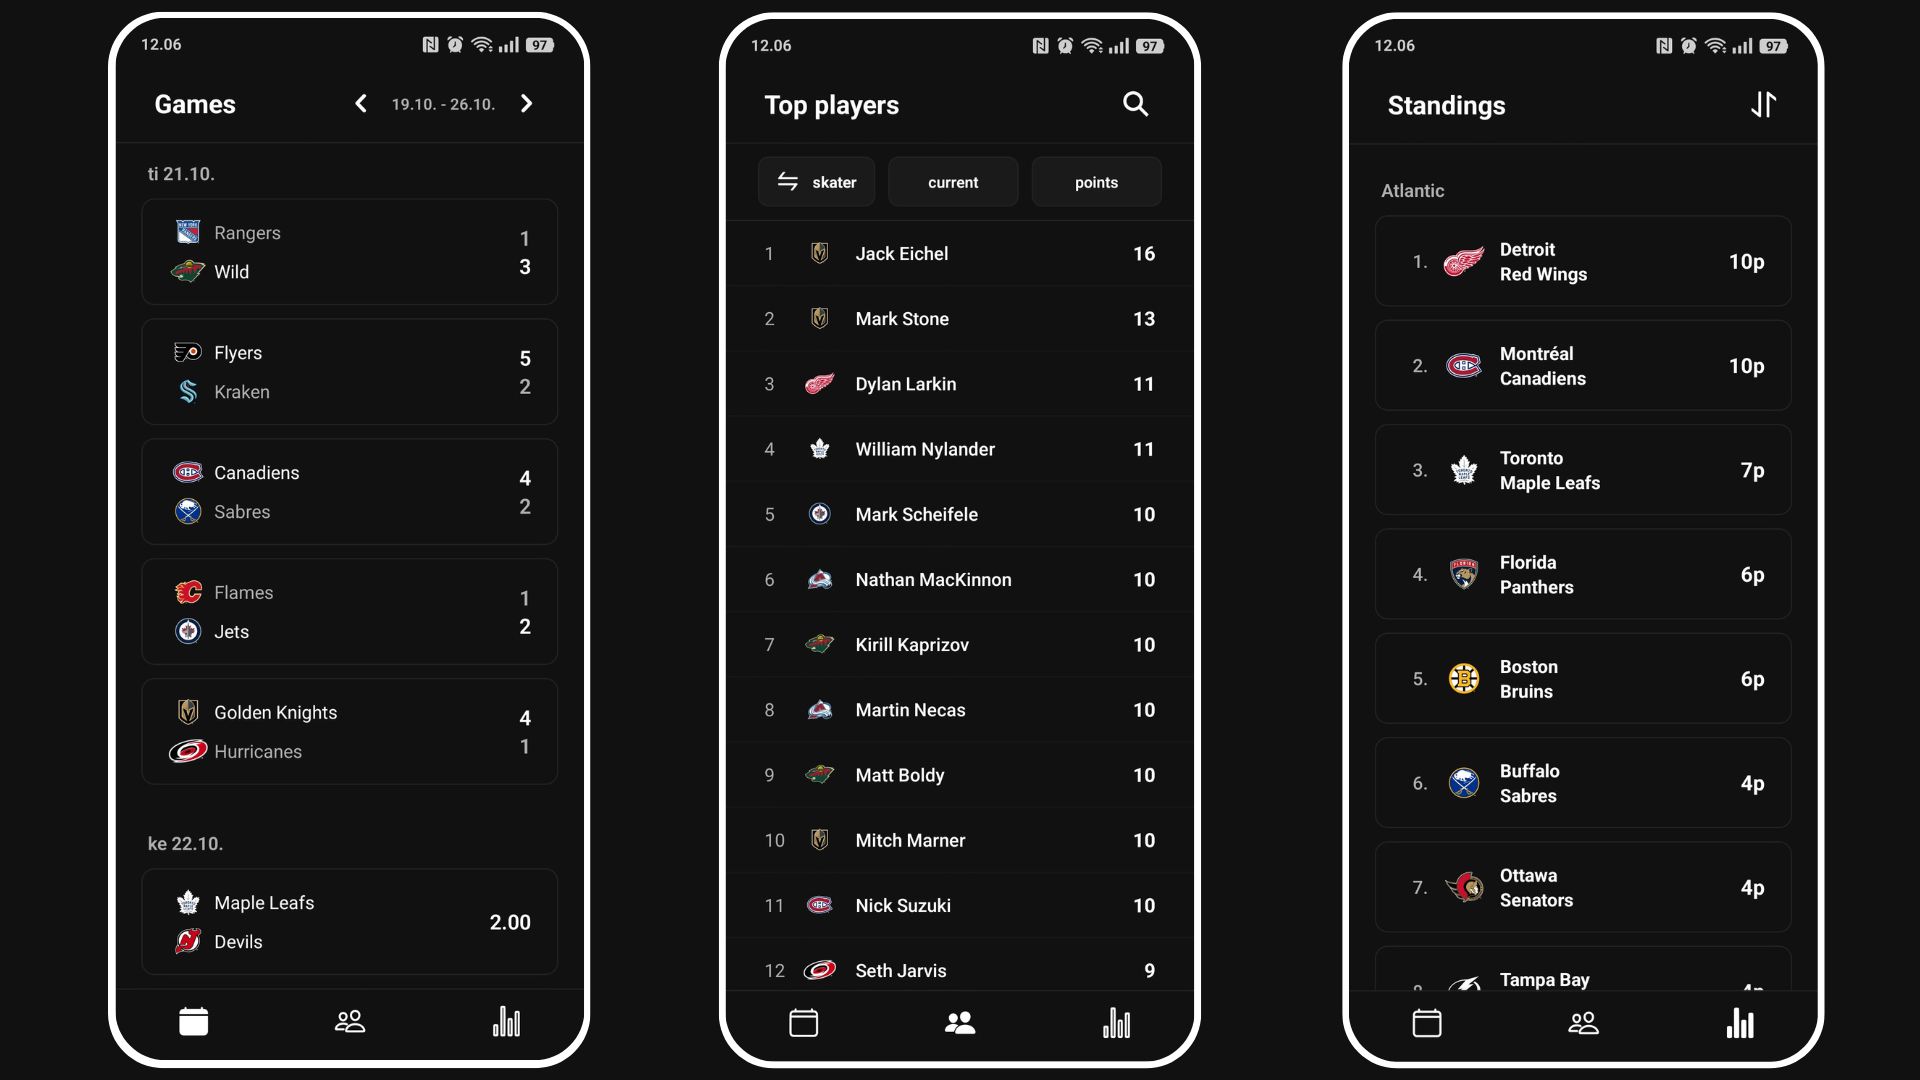 12.06
97
Games
19.10. - 26.10.
ti 21.10.
Rangers
1
Wild
3
Flyers
5
Kraken
2
Canadiens
4
Sabres
2
Flames
1
Jets
2
Golden Knights
4
Hurricanes
1
ke 22.10.
Maple Leafs
2.00
Devils
12.06
97
Top players
skater
current
points
1 Jack Eichel 16
2 Mark Stone 13
3 Dylan Larkin 11
4 William Nylander 11
5 Mark Scheifele 10
6 Nathan MacKinnon 10
7 Kirill Kaprizov 10
8 Martin Necas 10
9 Matt Boldy 10
10 Mitch Marner 10
11 Nick Suzuki 10
12 Seth Jarvis 9
12.06
97
Standings
Atlantic
1. Detroit
Red Wings
10p
2. Montréal
Canadiens
10p
3. Toronto
Maple Leafs
7p
4. Florida
Panthers
6p
5. Boston
Bruins
6p
6. Buffalo
Sabres
4p
7. Ottawa
Senators
4p
Tampa Bay